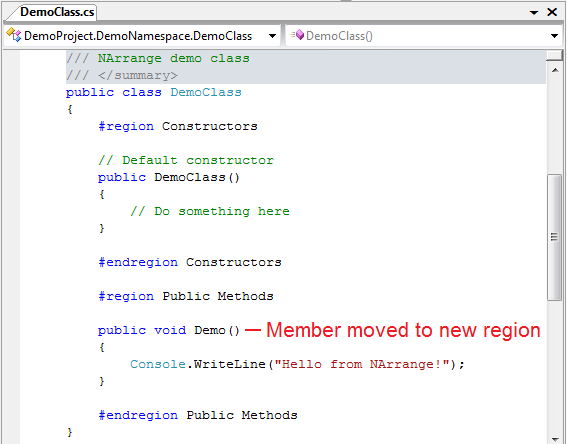 DemoClass.cs
DemoProject.DemoNamespace.DemoClass
DemoClass()
/// NArrange demo class
/// </summary>
public class DemoClass
{
#region Constructors
// Default constructor
public DemoClass()
{
// Do something here
}
#endregion Constructors
#region Public Methods
public void Demo() — Member moved to new region
{
Console.WriteLine("Hello from NArrange!");
}
#endregion Public Methods
}